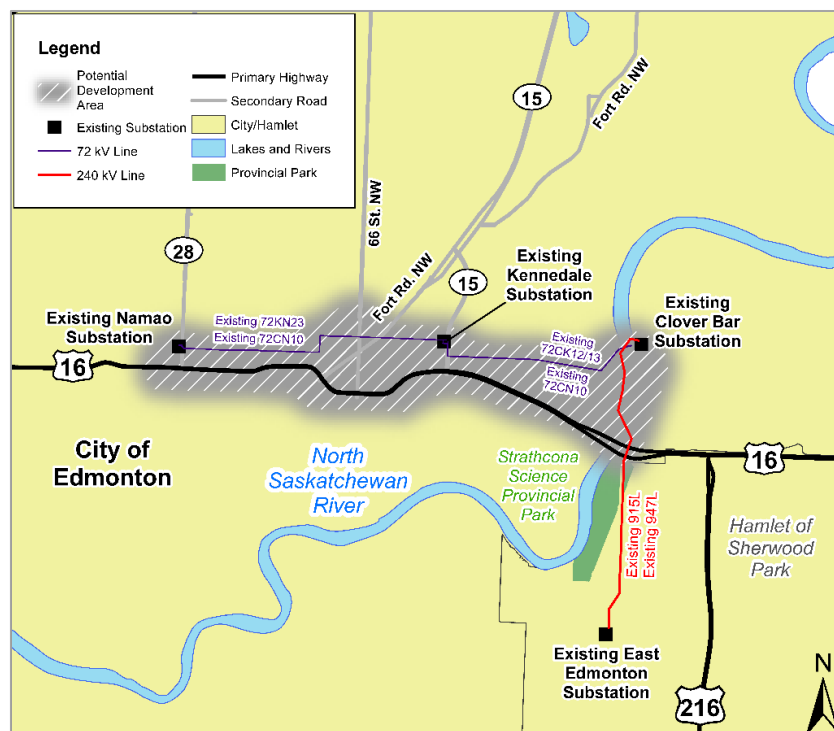 Legend
Potential
Development
Area
Existing Substation
72 kV Line
240 kV Line
Primary Highway
Secondary Road
City/Hamlet
Lakes and Rivers
Provincial Park
15
Fort Rd. NW
66 St. NW
28
Fort Rd. NW
15
Existing
Kennedale
Substation
Existing Namao
Substation
Existing 72KN23
Existing 72CN10
Existing
72CK12/13
Existing
72CN10
Existing
Clover Bar
Substation
16
City of
Edmonton
North
Saskatchewan
River
Strathcona
Science
Provincial
Park
16
Existing 915L
Existing 947L
Hamlet of
Sherwood
Park
Existing East
Edmonton
Substation
216
N